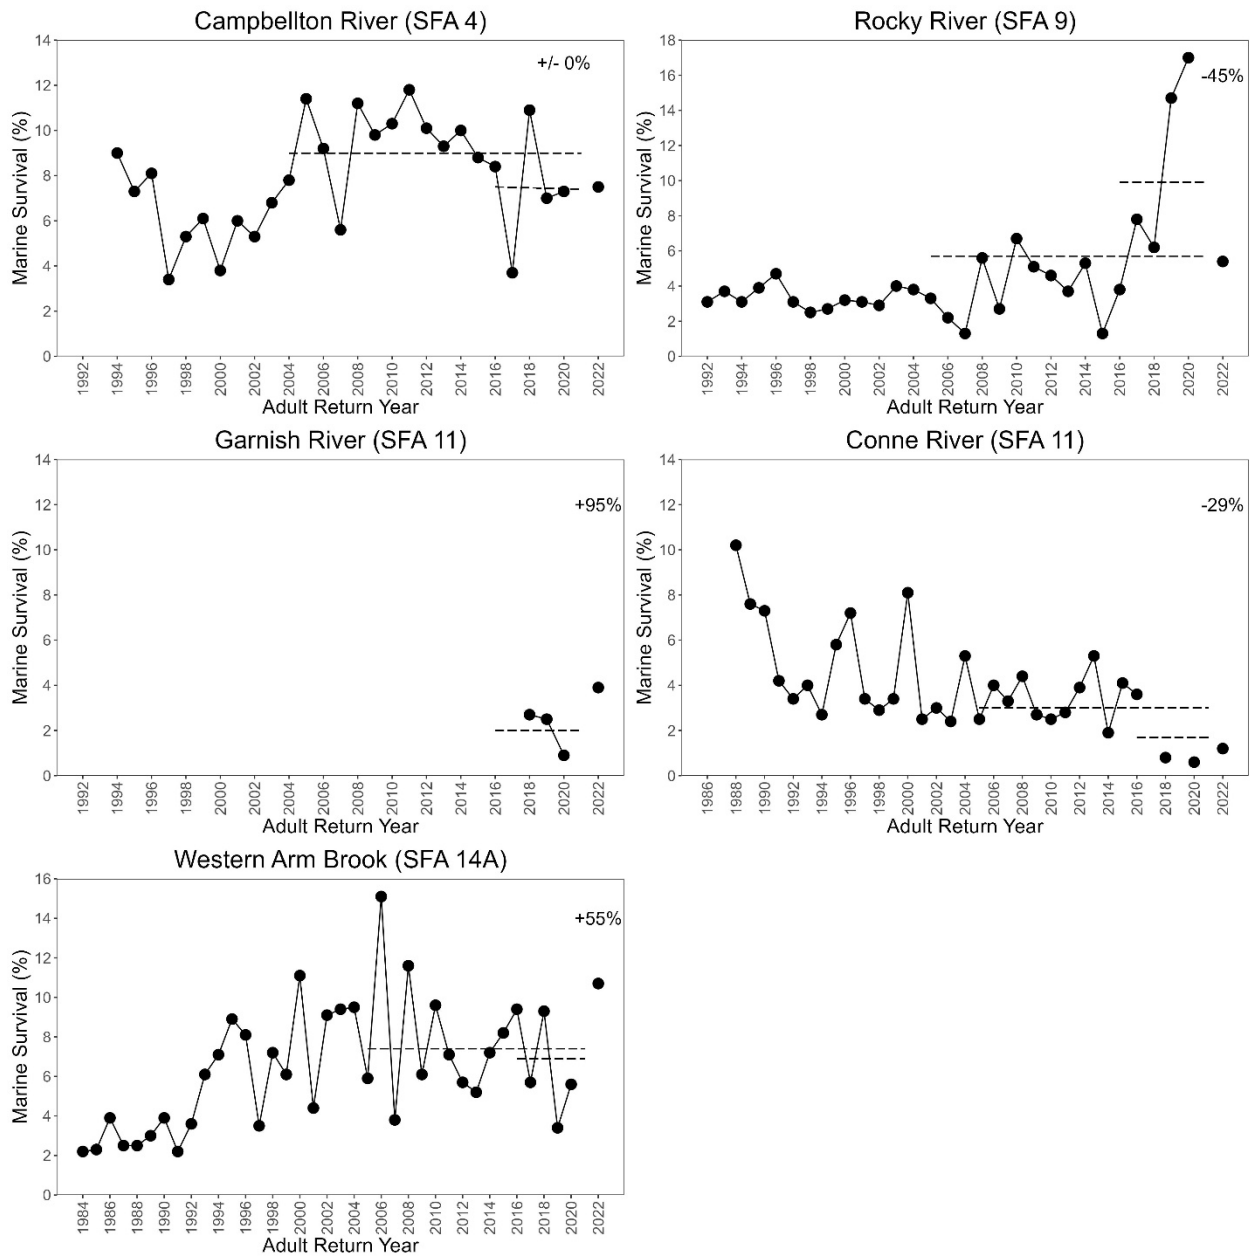 Campbellton River (SFA 4)
+/- 0%
Marine Survival (%)
14
12
10
8
6
4
2
0
1992 1994 1996 1998 2000 2002 2004 2006 2008 2010 2012 2014 2016 2018 2020 2022
Adult Return Year
Rocky River (SFA 9)
-45%
Marine Survival (%)
18
16
14
12
10
8
6
4
2
0
1992 1994 1996 1998 2000 2002 2004 2006 2008 2010 2012 2014 2016 2018 2020 2022
Adult Return Year
Garnish River (SFA 11)
+95%
Marine Survival (%)
14
12
10
8
6
4
2
0
1992 1994 1996 1998 2000 2002 2004 2006 2008 2010 2012 2014 2016 2018 2020 2022
Adult Return Year
Conne River (SFA 11)
-29%
Marine Survival (%)
14
12
10
8
6
4
2
0
1986 1988 1990 1992 1994 1996 1998 2000 2002 2004 2006 2008 2010 2012 2014 2016 2018 2020 2022
Adult Return Year
Western Arm Brook (SFA 14A)
+55%
Marine Survival (%)
16
14
12
10
8
6
4
2
0
1984 1986 1988 1990 1992 1994 1996 1998 2000 2002 2004 2006 2008 2010 2012 2014 2016 2018 2020 2022
Adult Return Year